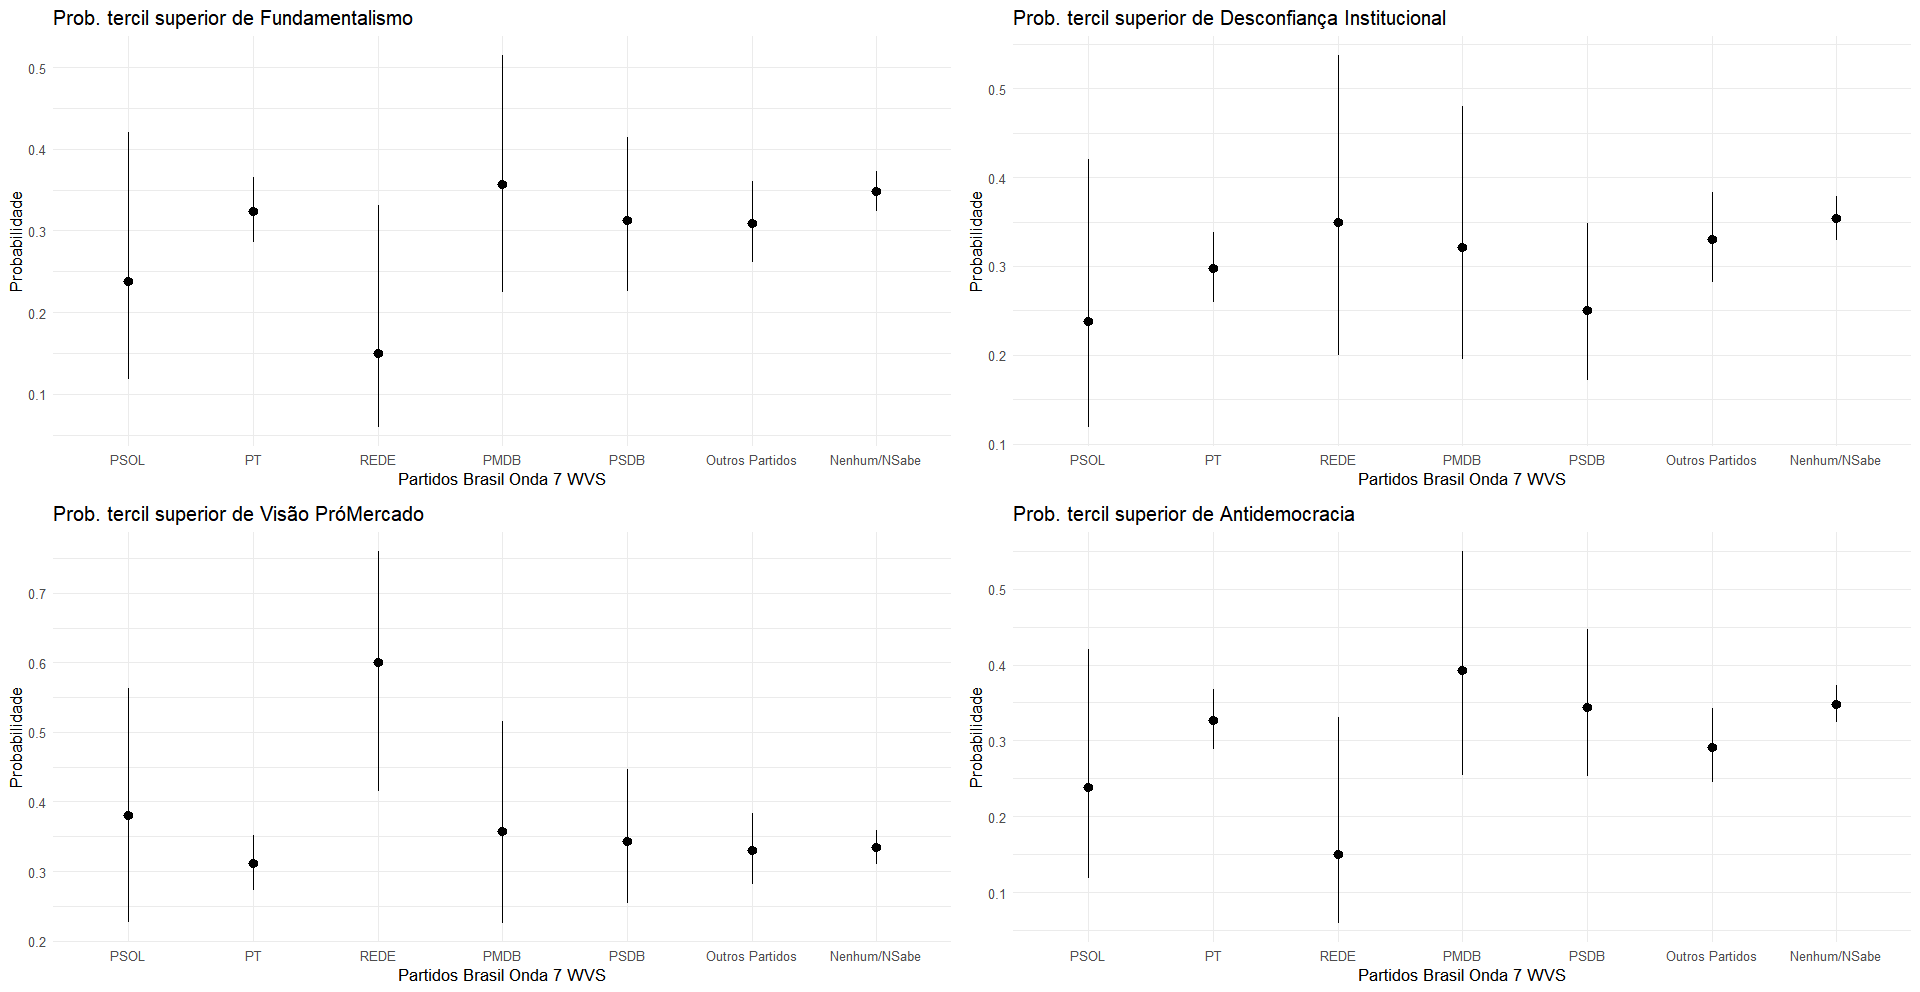 Prob. tercil superior de Fundamentalismo
Probabilidade
0.5
0.4
0.3
0.2
0.1
PSOL PT REDE PMDB PSDB Outros Partidos Nenhum/NSabe
Partidos Brasil Onda 7 WVS
Prob. tercil superior de Desconfiança Institucional
Probabilidade
0.5
0.4
0.3
0.2
0.1
PSOL PT REDE PMDB PSDB Outros Partidos Nenhum/NSabe
Partidos Brasil Onda 7 WVS
Prob. tercil superior de Visão PróMercado
Probabilidade
0.7
0.6
0.5
0.4
0.3
0.2
PSOL PT REDE PMDB PSDB Outros Partidos Nenhum/NSabe
Partidos Brasil Onda 7 WVS
Prob. tercil superior de Antidemocracia
Probabilidade
0.5
0.4
0.3
0.2
0.1
PSOL PT REDE PMDB PSDB Outros Partidos Nenhum/NSabe
Partidos Brasil Onda 7 WVS